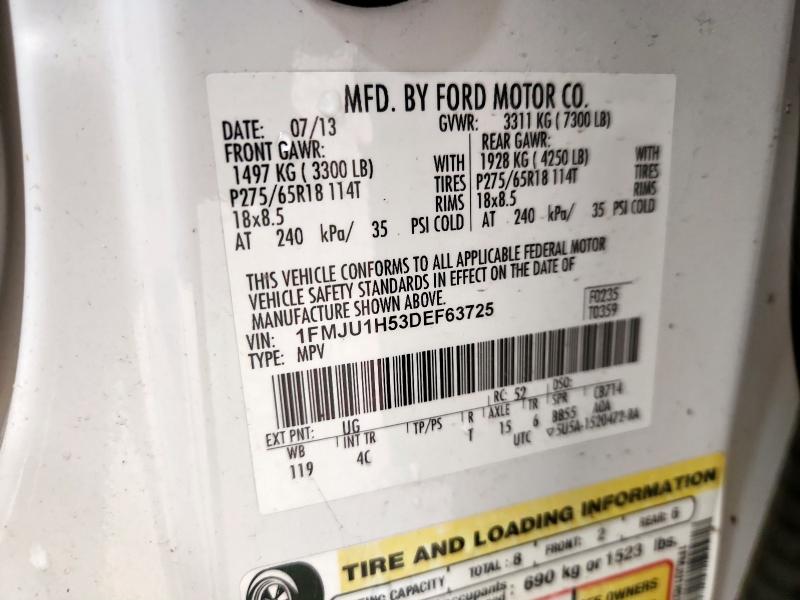 MFD. BY FORD MOTOR CO.
DATE: 07/13 GVWR: 3311 KG ( 7300 LB)
FRONT GAWR: REAR GAWR:
1497 KG ( 3300 LB) WITH 1928 KG ( 4250 LB) WITH
P275/65R18 114T TIRES P275/65R18 114T TIRES
18x8.5 RIMS 18x8.5 RIMS
AT 240 kPa/ 35 PSI COLD AT 240 kPa/ 35 PSI COLD
THIS VEHICLE CONFORMS TO ALL APPLICABLE FEDERAL MOTOR
VEHICLE SAFETY STANDARDS IN EFFECT ON THE DATE OF
MANUFACTURE SHOWN ABOVE.
F0235
T0359
VIN: 1FMJU1H53DEF63725
TYPE: MPV
EXT PNT: UG RC: 52 DSO:
WB INT TR TP/PS R AXLE TR SPR CB714
119 4C T 15 6 BB55 AOA
UTC 5U5A-1520472-BA
TIRE AND LOADING INFORMATION
CAPACITY TOTAL : 8 FRONT: 2 REAR: 6
690 kg or 1523 lbs.
OWNERS